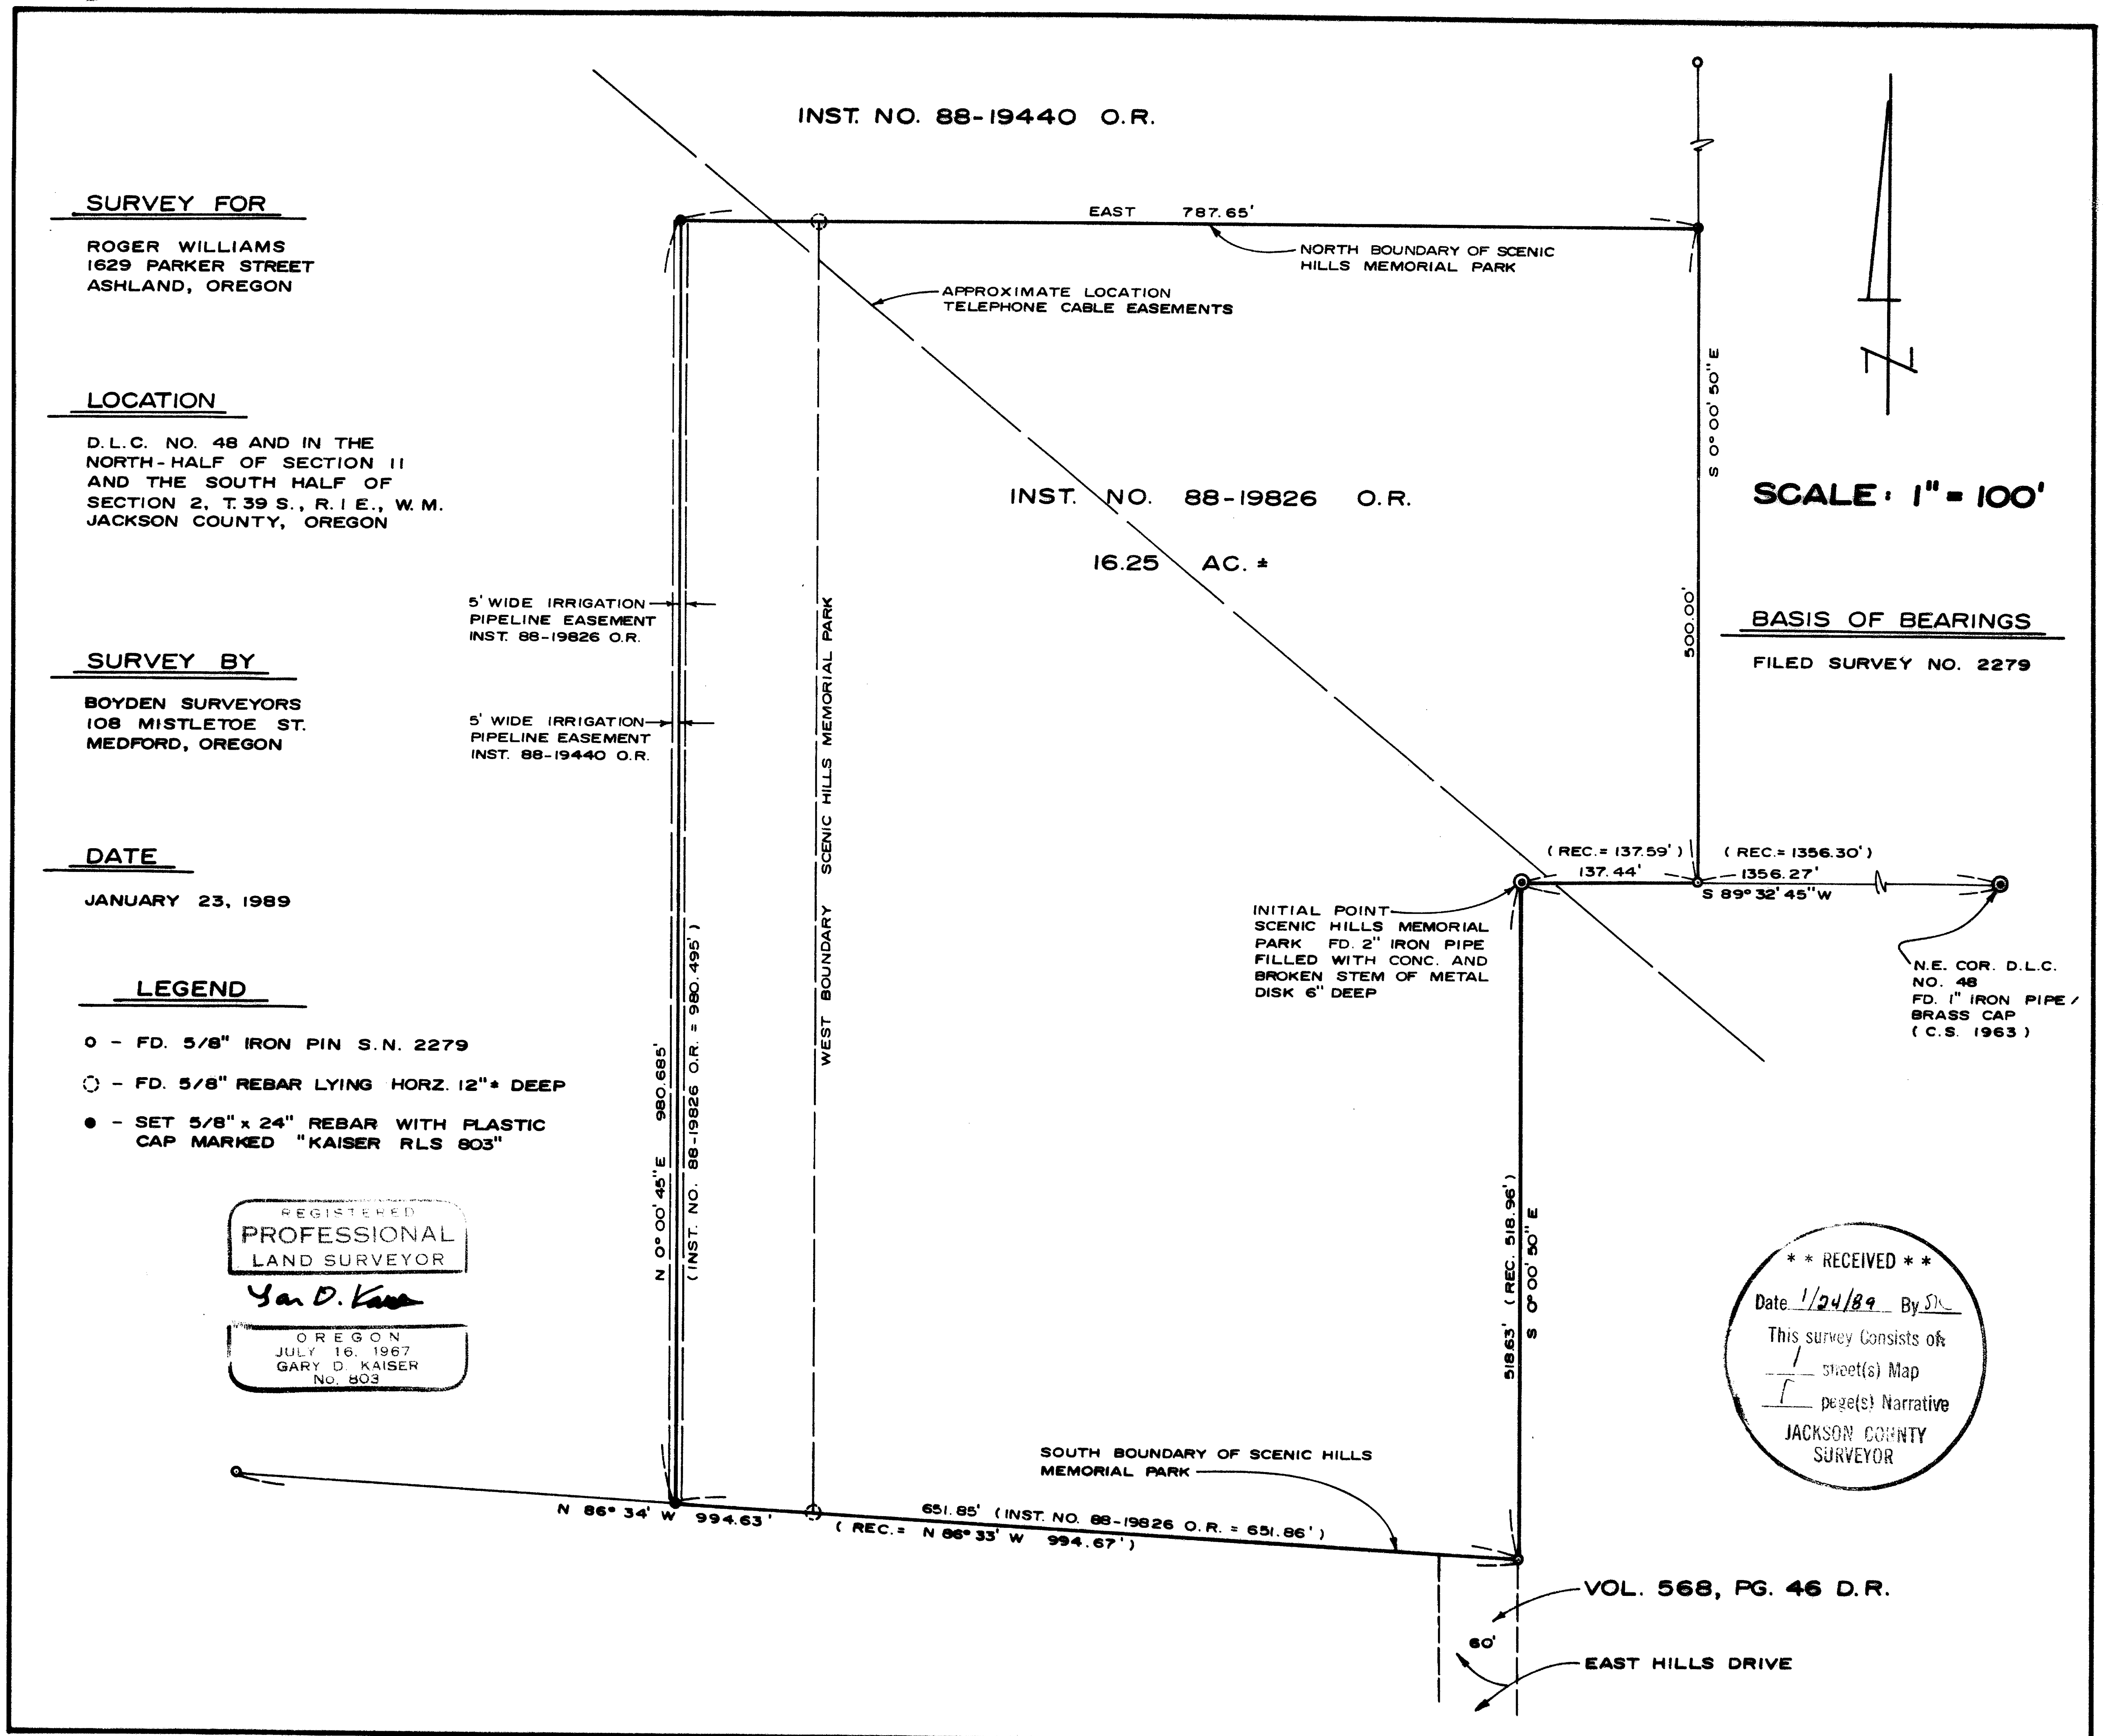 INST. NO. 88-19440 O.R.
SURVEY FOR
ROGER WILLIAMS
1629 PARKER STREET
ASHLAND, OREGON
LOCATION
D.L.C. NO. 48 AND IN THE
NORTH-HALF OF SECTION 11
AND THE SOUTH HALF OF
SECTION 2, T. 39 S., R. 1 E., W. M.
JACKSON COUNTY, OREGON
SURVEY BY
BOYDEN SURVEYORS
108 MISTLETOE ST.
MEDFORD, OREGON
DATE
JANUARY 23, 1989
LEGEND
O - FD. 5/8" IRON PIN S.N. 2279
- FD. 5/8" REBAR LYING HORZ. 12"± DEEP
● - SET 5/8" x 24" REBAR WITH PLASTIC
CAP MARKED "KAISER RLS 803"
REGISTERED
PROFESSIONAL
LAND SURVEYOR
Gary D. Kaiser
OREGON
JULY 16, 1967
GARY D. KAISER
No. 803
EAST 787.65'
NORTH BOUNDARY OF SCENIC
HILLS MEMORIAL PARK
APPROXIMATE LOCATION
TELEPHONE CABLE EASEMENTS
INST. NO. 88-19826 O.R.
16.25 AC. ±
5' WIDE IRRIGATION
PIPELINE EASEMENT
INST. 88-19826 O.R.
5' WIDE IRRIGATION
PIPELINE EASEMENT
INST. 88-19440 O.R.
WEST BOUNDARY SCENIC HILLS MEMORIAL PARK
N 0° 00' 45" E 980.685'
(INST. NO. 88-19826 O.R. = 980.495')
S 0° 00' 50" E
500.00'
N
SCALE: 1" = 100'
BASIS OF BEARINGS
FILED SURVEY NO. 2279
(REC. = 137.59')
137.44'
(REC. = 1356.30')
1356.27'
S 89° 32' 45" W
INITIAL POINT
SCENIC HILLS MEMORIAL
PARK FD. 2" IRON PIPE
FILLED WITH CONC. AND
BROKEN STEM OF METAL
DISK 6" DEEP
N.E. COR. D.L.C.
NO. 48
FD. 1" IRON PIPE /
BRASS CAP
(C.S. 1963)
518.63' (REC. 518.96')
S 0° 00' 50" E
SOUTH BOUNDARY OF SCENIC HILLS
MEMORIAL PARK
N 86° 34' W 994.63'
651.85' (INST. NO. 88-19826 O.R. = 651.86')
(REC. = N 86° 33' W 994.67')
VOL. 568, PG. 46 D.R.
60'
EAST HILLS DRIVE
* * RECEIVED * *
Date 1/24/89 By
This survey Consists of:
1 sheet(s) Map
1 page(s) Narrative
JACKSON COUNTY
SURVEYOR